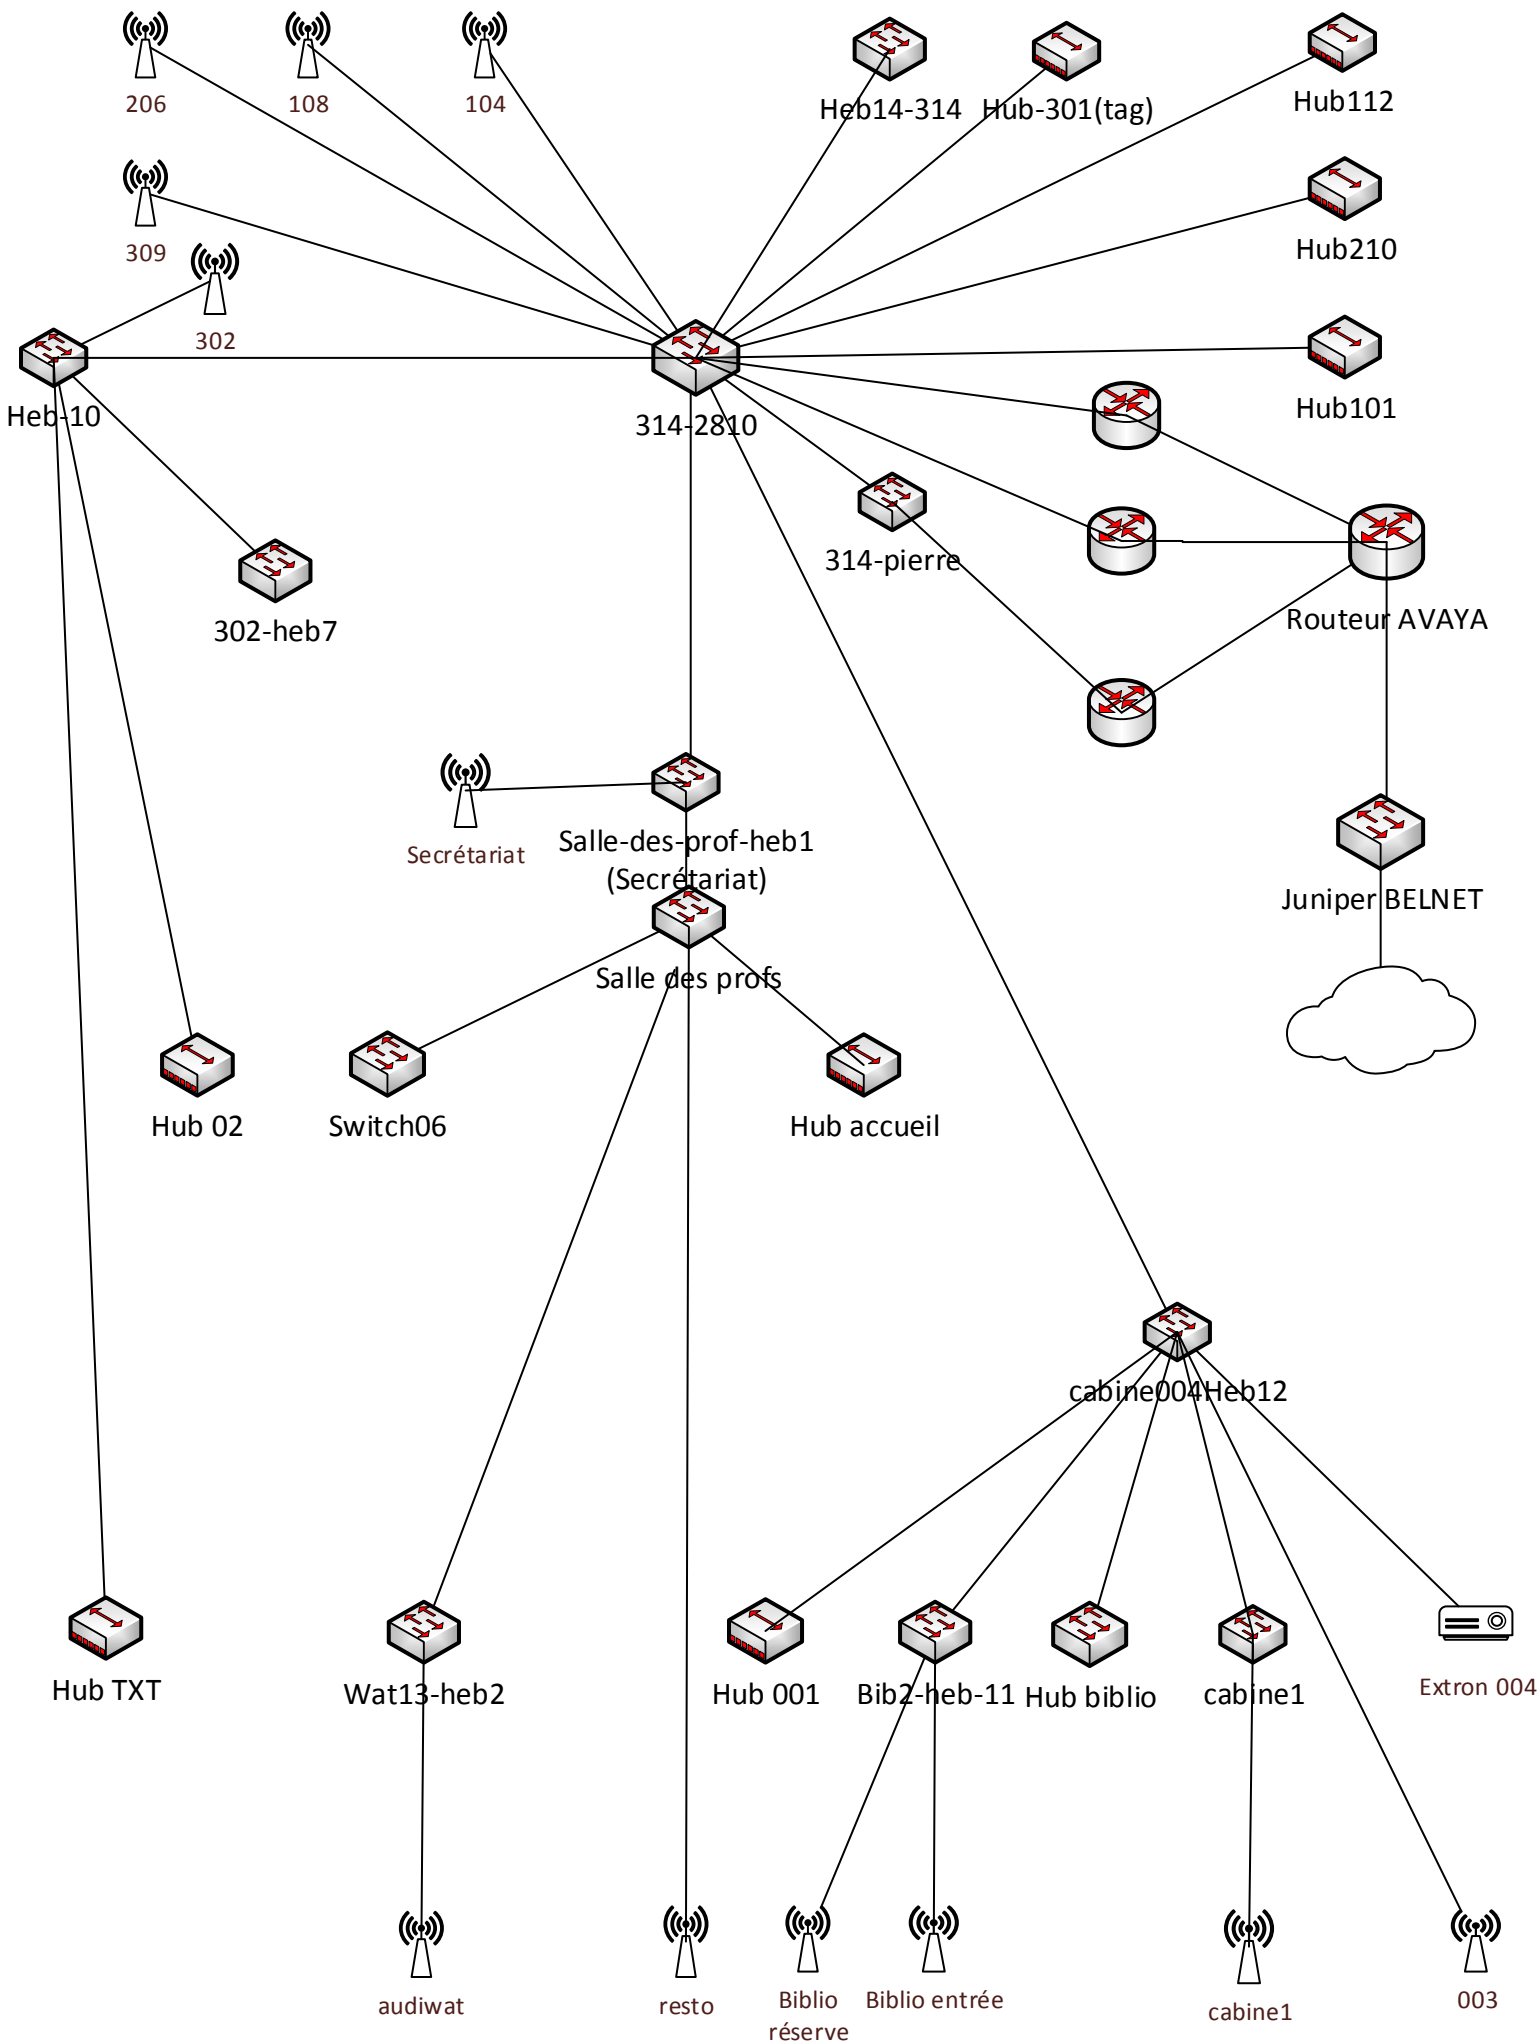 206
108
104
Heb14-314
Hub-301(tag)
Hub112
309
Hub210
302
Heb-10
314-2810
Hub101
314-pierre
302-heb7
Routeur AVAYA
Secrétariat
Salle-des-prof-heb1
(Secrétariat)
Juniper BELNET
Salle des profs
Hub 02
Switch06
Hub accueil
cabine004Heb12
Hub TXT
Wat13-heb2
Hub 001
Bib2-heb-11
Hub biblio
cabine1
Extron 004
audiwat
resto
Biblio
réserve
Biblio entrée
cabine1
003